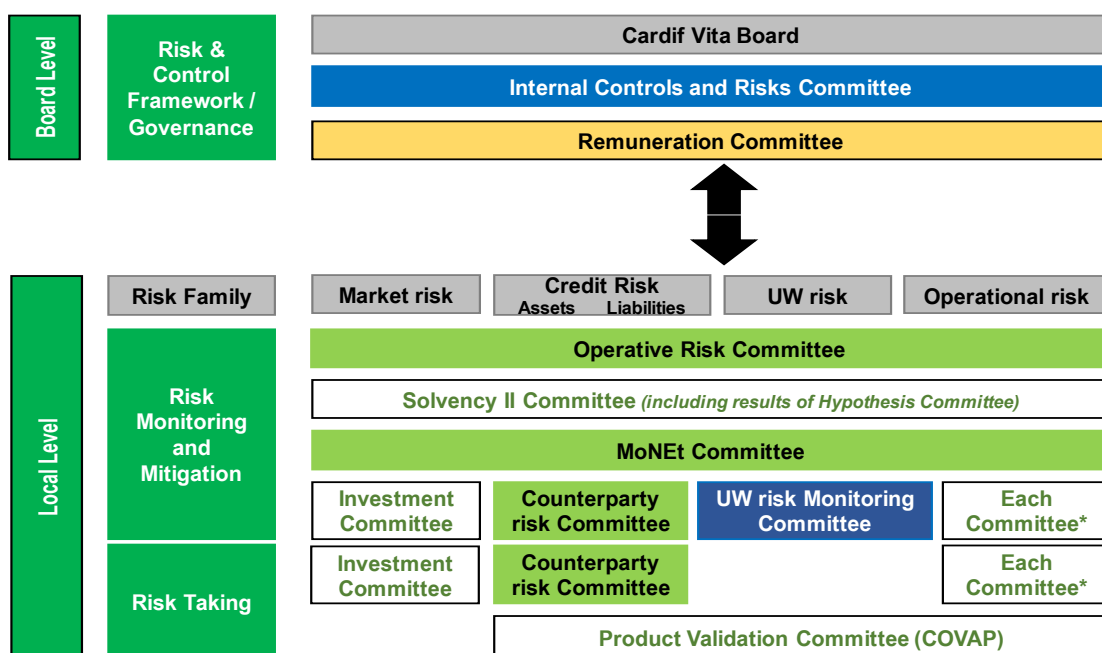 Board Level
Risk &
Control
Framework /
Governance
Cardif Vita Board
Internal Controls and Risks Committee
Remuneration Committee
Local Level
Risk Family
Market risk
Credit Risk
Assets Liabilities
UW risk
Operational risk
Risk
Monitoring
and
Mitigation
Operative Risk Committee
Solvency II Committee (including results of Hypothesis Committee)
MoNEt Committee
Investment
Committee
Counterparty
risk Committee
UW risk Monitoring
Committee
Each
Committee*
Risk Taking
Investment
Committee
Counterparty
risk Committee
Each
Committee*
Product Validation Committee (COVAP)